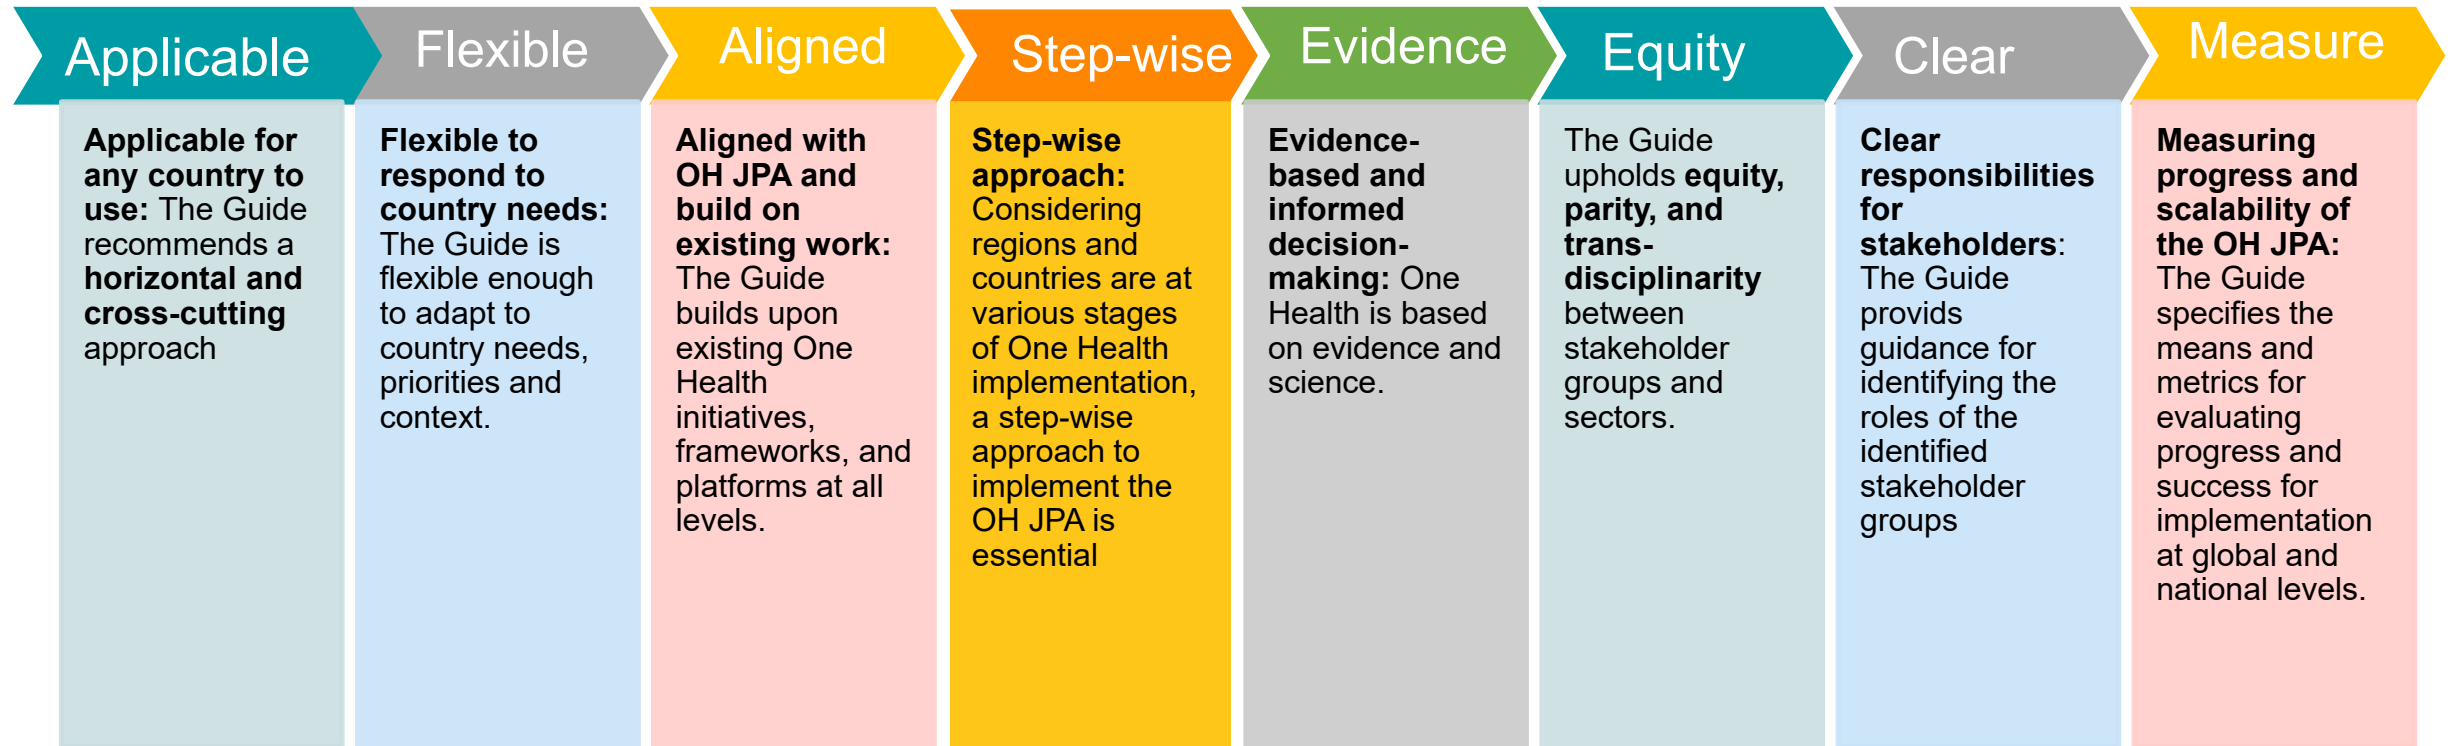 Applicable
Flexible
Aligned
Step-wise
Evidence
Equity
Clear
Measure
Applicable for
any country to
use: The Guide
recommends a
horizontal and
cross-cutting
approach
Flexible to
respond to
country needs:
The Guide is
flexible enough
to adapt to
country needs,
priorities and
context.
Aligned with
OH JPA and
build on
existing work:
The Guide
builds upon
existing One
Health
initiatives,
frameworks, and
platforms at all
levels.
Step-wise
approach:
Considering
regions and
countries are at
various stages
of One Health
implementation,
a step-wise
approach to
implement the
OH JPA is
essential
Evidence-
based and
informed
decision-
making: One
Health is based
on evidence and
science.
The Guide
upholds equity,
parity, and
trans-
disciplinarity
between
stakeholder
groups and
sectors.
Clear
responsibilities
for
stakeholders:
The Guide
provids
guidance for
identifying the
roles of the
identified
stakeholder
groups
Measuring
progress and
scalability of
the OH JPA:
The Guide
specifies the
means and
metrics for
evaluating
progress and
success for
implementation
at global and
national levels.